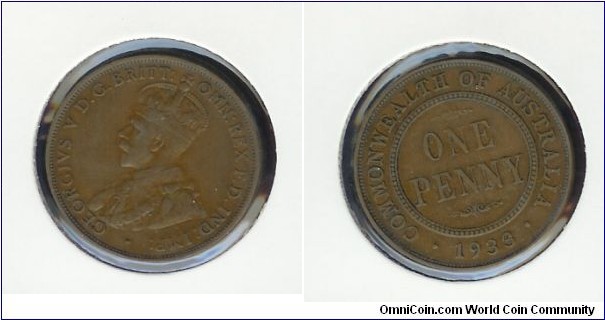 GEORGIVS V D.G. BRITT: OMN: REX F.D. IND: IMP:
COMMONWEALTH OF AUSTRALIA
ONE
PENNY
· 1933 ·
OmniCoin.com World Coin Community